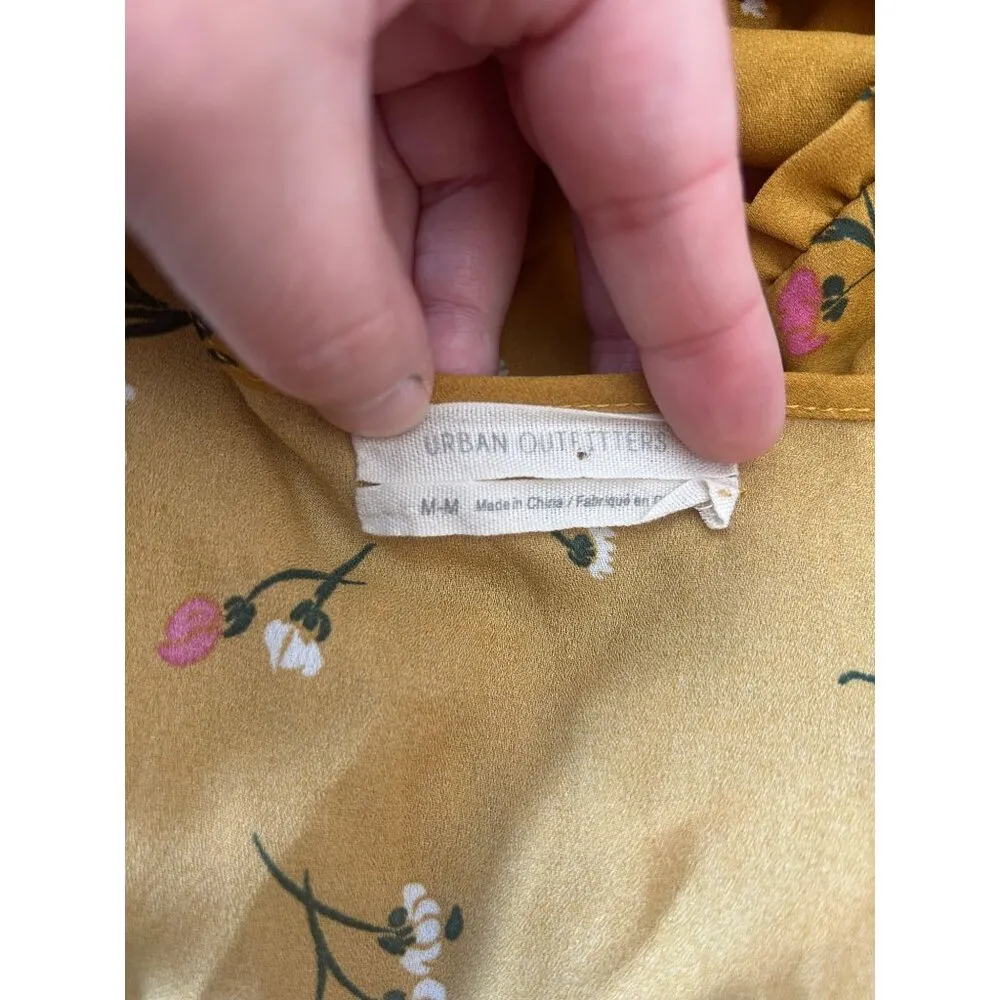 URBAN OUTFITTERS
M-M Made in China / Fabriqué en